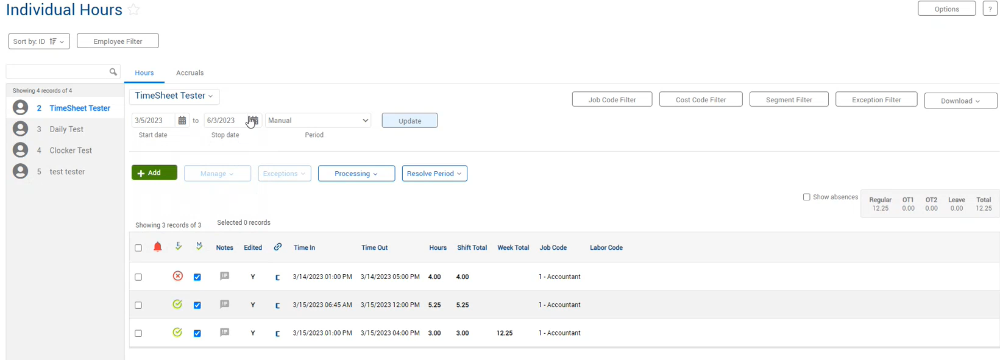 Individual Hours
Options
?
Sort by: ID
Employee Filter
Hours
Accruals
Showing 4 records of 4
2 TimeSheet Tester
3 Daily Test
4 Clocker Test
5 test tester
TimeSheet Tester
Job Code Filter
Cost Code Filter
Segment Filter
Exception Filter
Download
3/5/2023 to 6/3/2023 Manual Update
Start date Stop date Period
+ Add
Manage
Exceptions
Processing
Resolve Period
Show absences
Regular OT1 OT2 Leave Total
12.25 0.00 0.00 0.00 12.25
Showing 3 records of 3
Selected 0 records
E M Notes Edited Time In Time Out Hours Shift Total Week Total Job Code Labor Code
Y C 3/14/2023 01:00 PM 3/14/2023 05:00 PM 4.00 4.00 1 - Accountant
Y C 3/15/2023 06:45 AM 3/15/2023 12:00 PM 5.25 5.25 1 - Accountant
Y C 3/15/2023 01:00 PM 3/15/2023 04:00 PM 3.00 3.00 12.25 1 - Accountant